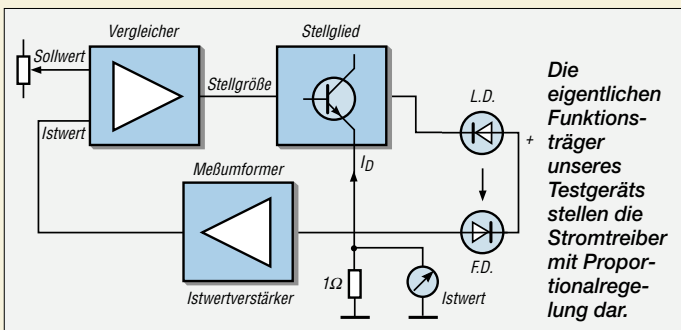 Vergleicher
Stellglied
Sollwert
Stellgröße
Istwert
L.D.
+
I_D
Meßumformer
F.D.
1Ω
Istwert
Istwertverstärker
Die
eigentlichen
Funktions-
träger
unseres
Testgeräts
stellen die
Stromtreiber
mit Propor-
tionalrege-
lung dar.